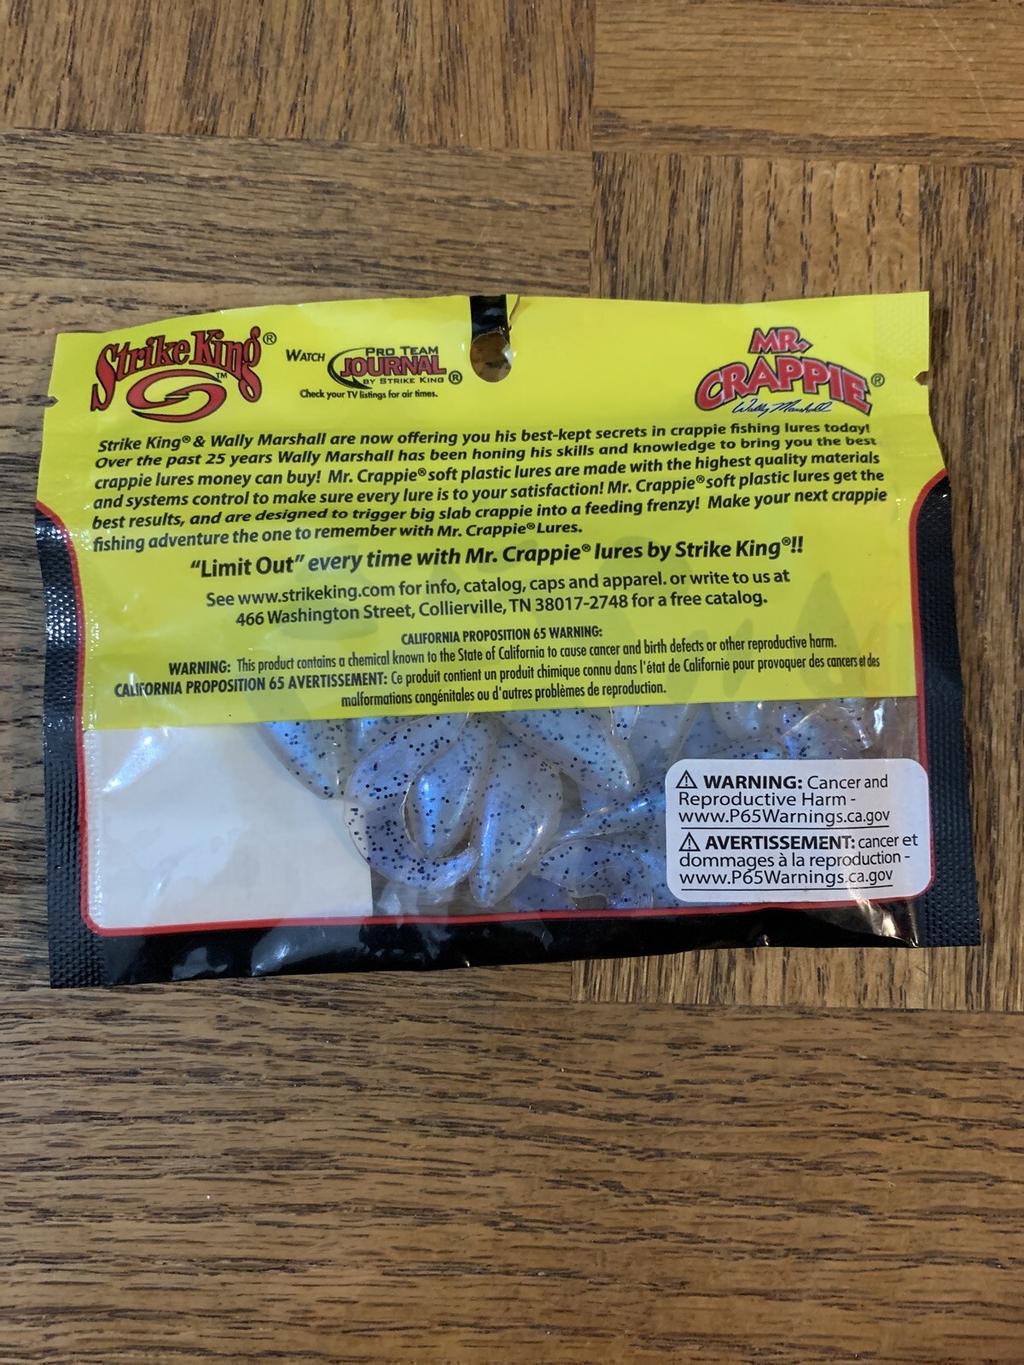 Strike King®
TM
WATCH
PRO TEAM
JOURNAL
BY STRIKE KING ®
Check your TV listings for air times.
MR.
CRAPPIE®
Wally Marshall
Strike King® & Wally Marshall are now offering you his best-kept secrets in crappie fishing lures today!
Over the past 25 years Wally Marshall has been honing his skills and knowledge to bring you the best
crappie lures money can buy! Mr. Crappie® soft plastic lures are made with the highest quality materials
and systems control to make sure every lure is to your satisfaction! Mr. Crappie® soft plastic lures get the
best results, and are designed to trigger big slab crappie into a feeding frenzy! Make your next crappie
fishing adventure the one to remember with Mr. Crappie® Lures.
"Limit Out" every time with Mr. Crappie® lures by Strike King®!!
See www.strikeking.com for info, catalog, caps and apparel. or write to us at
466 Washington Street, Collierville, TN 38017-2748 for a free catalog.
CALIFORNIA PROPOSITION 65 WARNING:
WARNING: This product contains a chemical known to the State of California to cause cancer and birth defects or other reproductive harm.
CALIFORNIA PROPOSITION 65 AVERTISSEMENT: Ce produit contient un produit chimique connu dans l'état de Californie pour provoquer des cancers et des
malformations congénitales ou d'autres problèmes de reproduction.
⚠ WARNING: Cancer and
Reproductive Harm -
www.P65Warnings.ca.gov
⚠ AVERTISSEMENT: cancer et
dommages à la reproduction -
www.P65Warnings.ca.gov